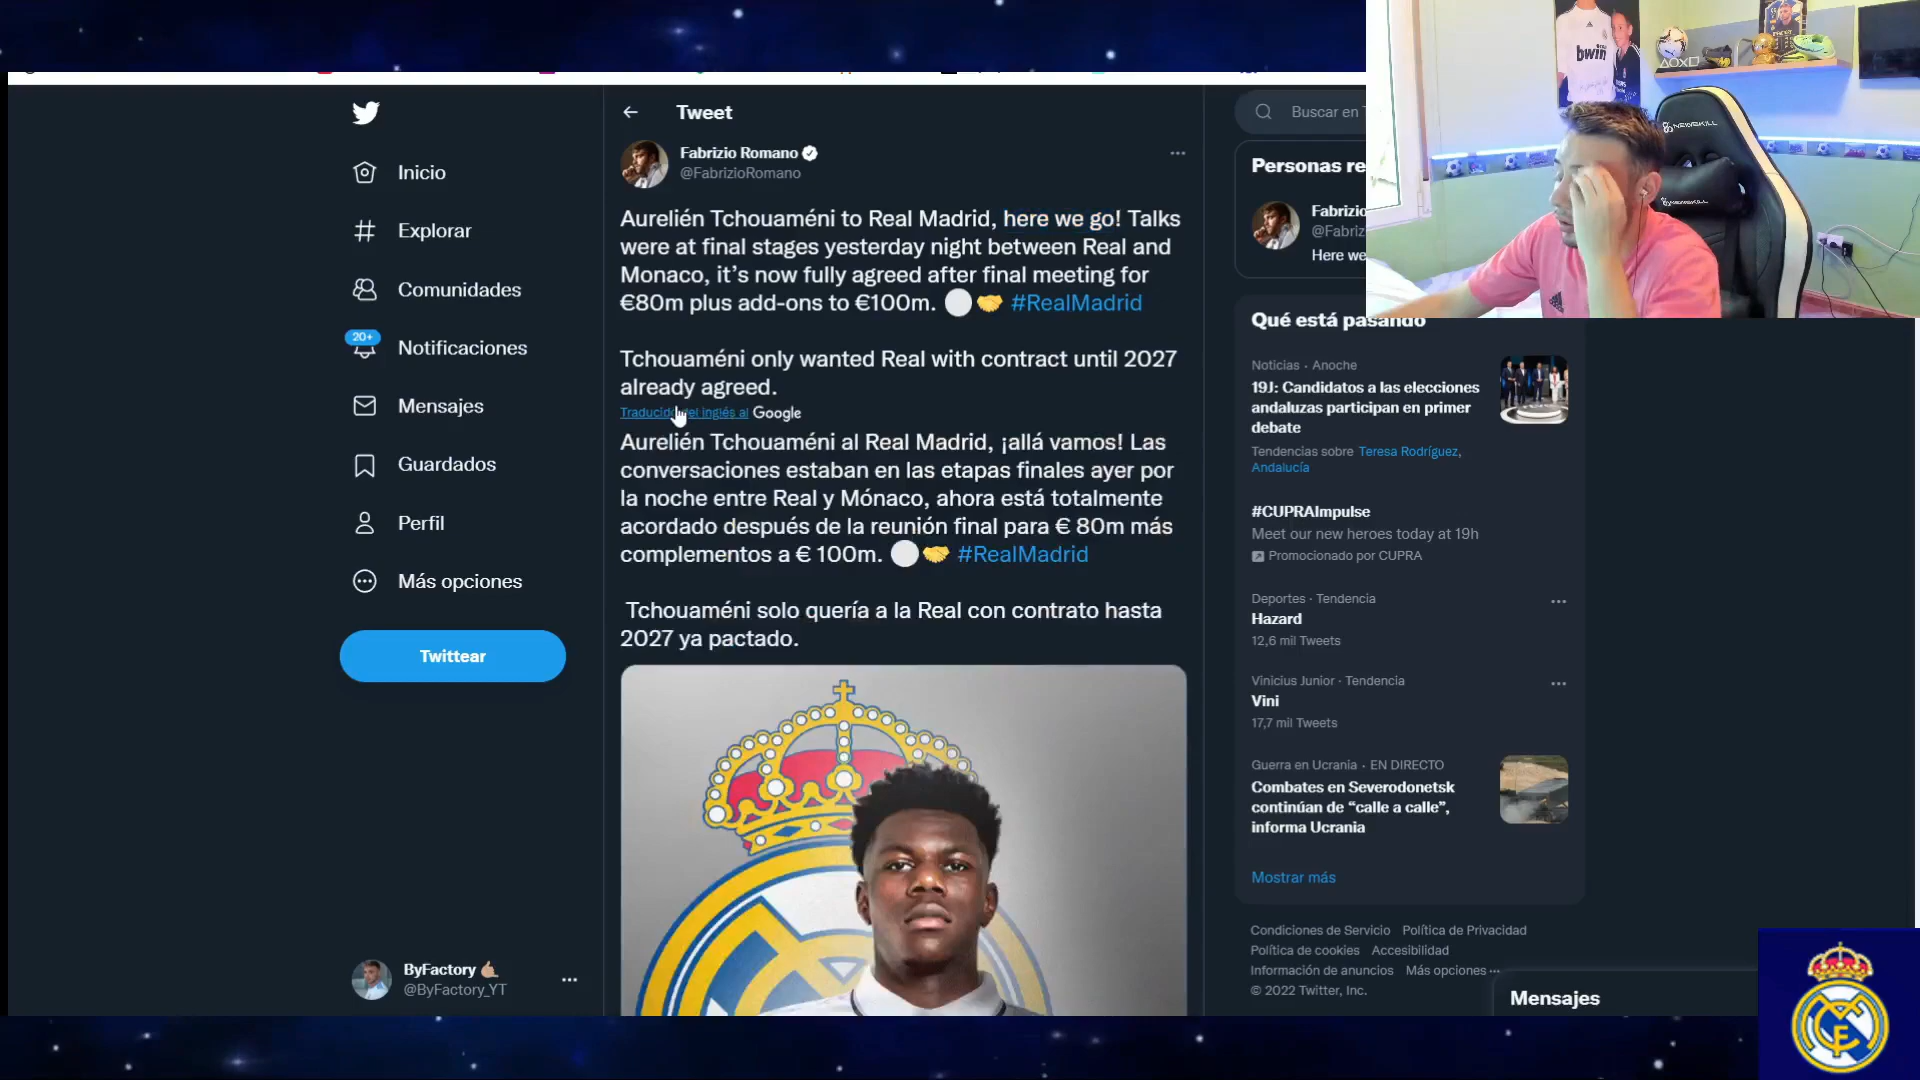 Inicio
Explorar
Comunidades
20+
Notificaciones
Mensajes
Guardados
Perfil
Más opciones
Twittear
ByFactory
@ByFactory_YT
Tweet
Fabrizio Romano
@FabrizioRomano
Aurelién Tchouaméni to Real Madrid, here we go! Talks
were at final stages yesterday night between Real and
Monaco, it’s now fully agreed after final meeting for
€80m plus add-ons to €100m. #RealMadrid
Tchouaméni only wanted Real with contract until 2027
already agreed.
Traducido del inglés al Google
Aurelién Tchouaméni al Real Madrid, ¡allá vamos! Las
conversaciones estaban en las etapas finales ayer por
la noche entre Real y Mónaco, ahora está totalmente
acordado después de la reunión final para € 80m más
complementos a € 100m. #RealMadrid
Tchouaméni solo quería a la Real con contrato hasta
2027 ya pactado.
Buscar en T
Personas re
Fabrizio
@Fabriz
Here we
Qué está pasando
Noticias · Anoche
19J: Candidatos a las elecciones
andaluzas participan en primer
debate
Tendencias sobre Teresa Rodríguez,
Andalucía
#CUPRAImpulse
Meet our new heroes today at 19h
Promocionado por CUPRA
Deportes · Tendencia
Hazard
12,6 mil Tweets
Vinicius Junior · Tendencia
Vini
17,7 mil Tweets
Guerra en Ucrania · EN DIRECTO
Combates en Severodonetsk
continúan de “calle a calle”,
informa Ucrania
Mostrar más
Condiciones de Servicio Política de Privacidad
Política de cookies Accesibilidad
Información de anuncios Más opciones ···
© 2022 Twitter, Inc.
Mensajes
bwin
NEWSKILL
NEWSKILL